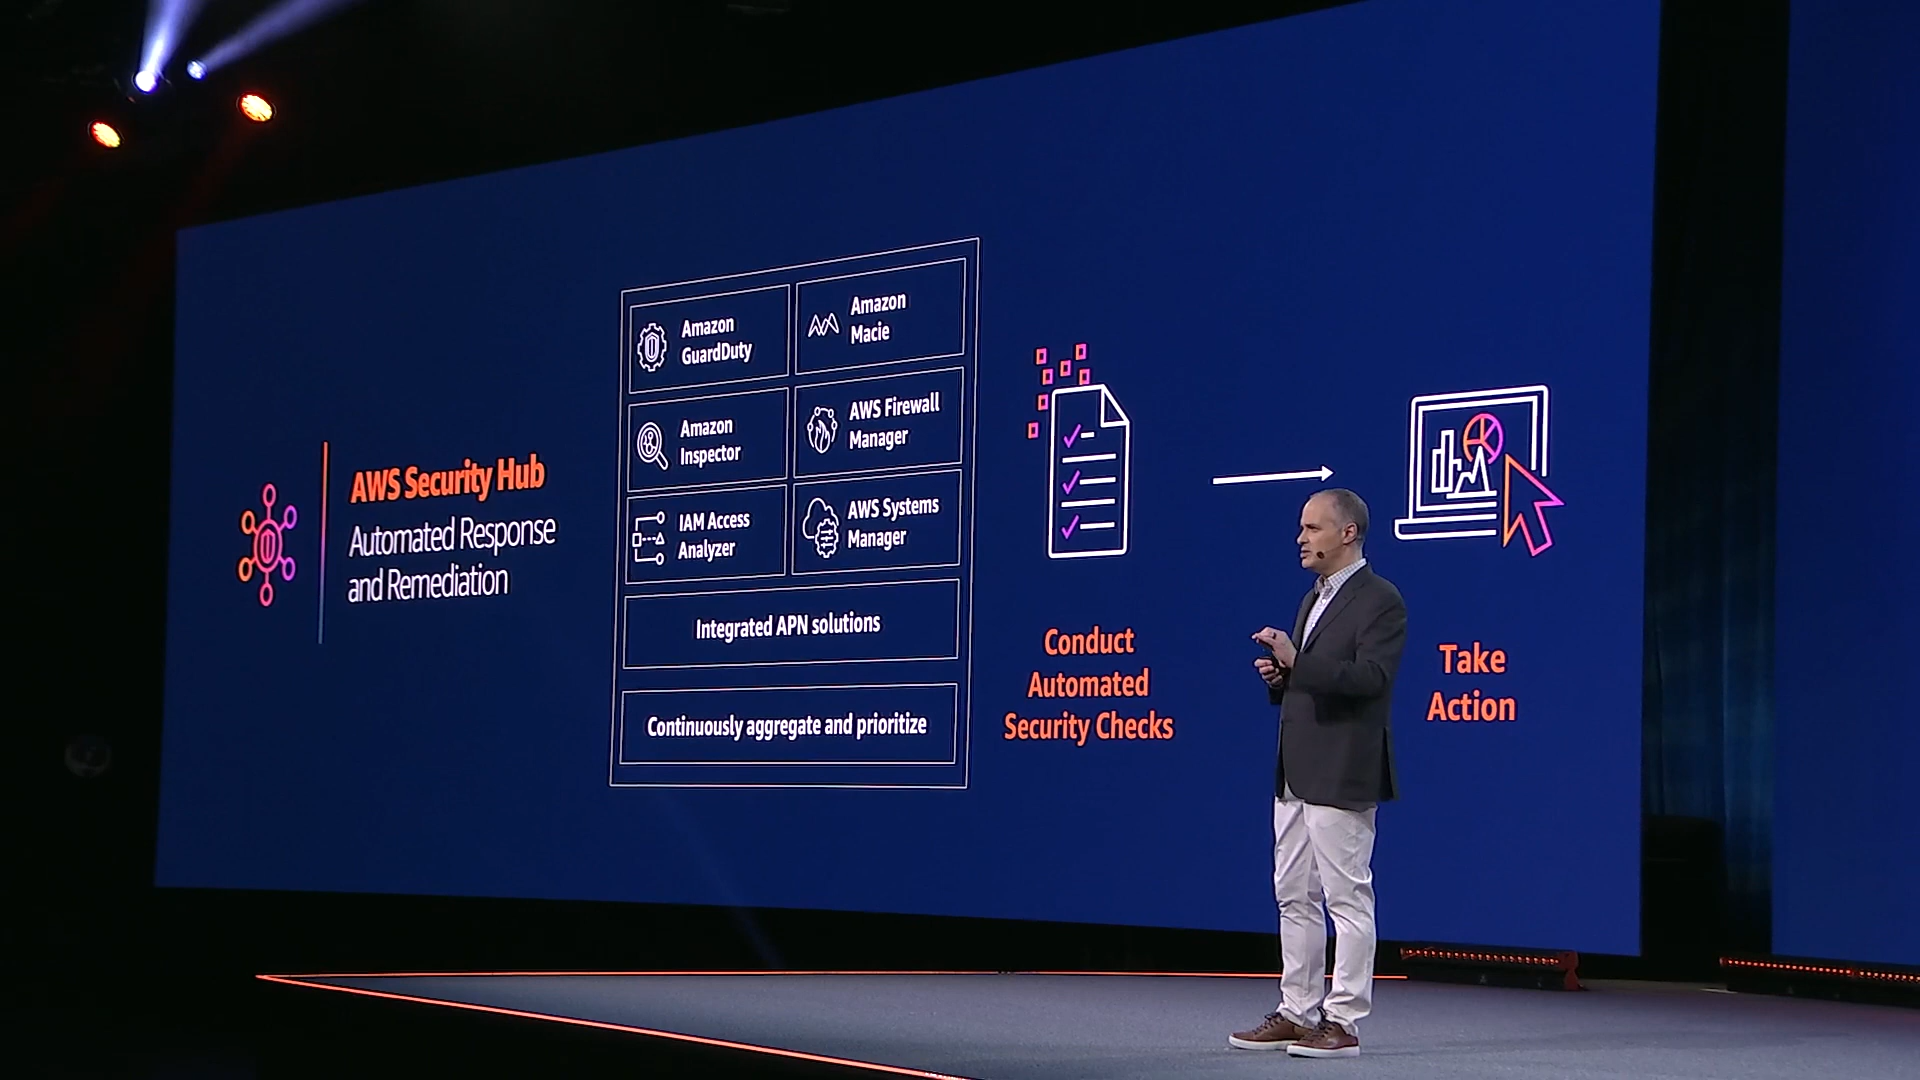 AWS Security Hub
Automated Response
and Remediation
Amazon
GuardDuty
Amazon
Macie
Amazon
Inspector
AWS Firewall
Manager
IAM Access
Analyzer
AWS Systems
Manager
Integrated APN solutions
Continuously aggregate and prioritize
Conduct
Automated
Security Checks
Take
Action